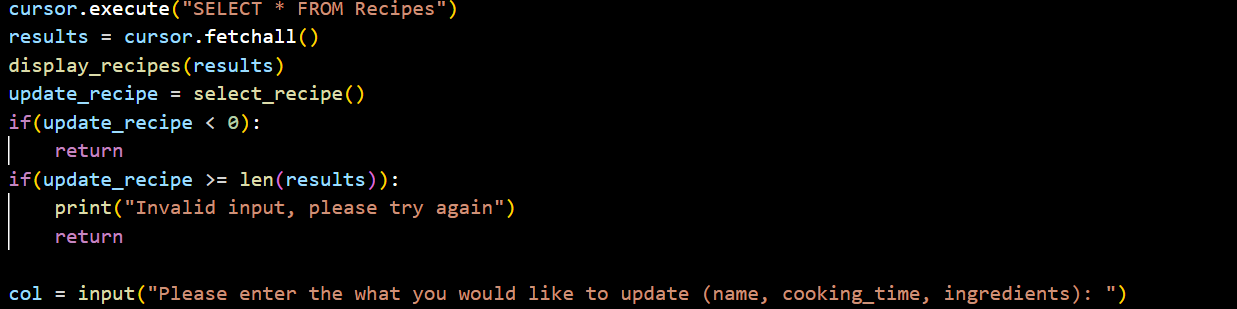 cursor.execute("SELECT * FROM Recipes")
results = cursor.fetchall()
display_recipes(results)
update_recipe = select_recipe()
if(update_recipe < 0):
    return
if(update_recipe >= len(results)):
    print("Invalid input, please try again")
    return

col = input("Please enter the what you would like to update (name, cooking_time, ingredients): ")